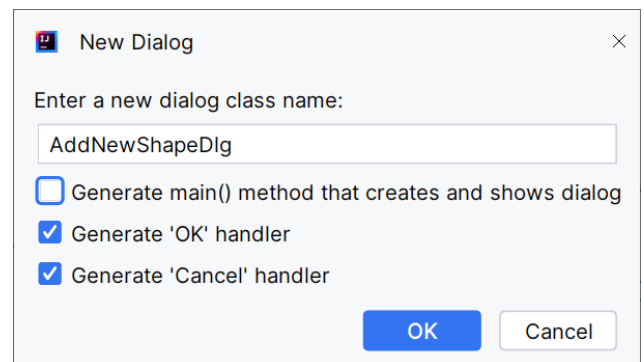 IJ
New Dialog
Enter a new dialog class name:
AddNewShapeDlg
Generate main() method that creates and shows dialog
Generate 'OK' handler
Generate 'Cancel' handler
OK Cancel